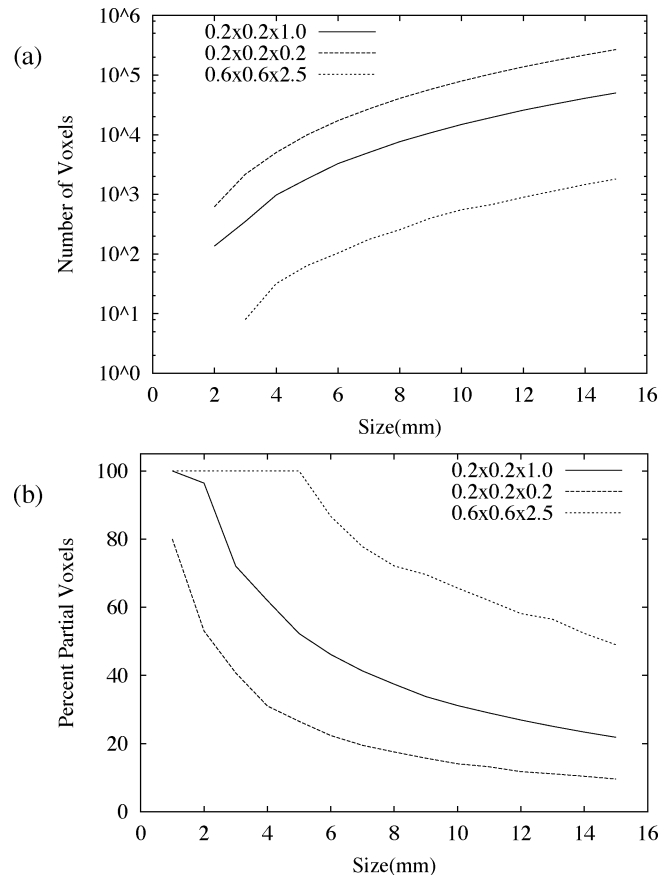 (a)
Number of Voxels
10^6
10^5
10^4
10^3
10^2
10^1
10^0
0.2x0.2x1.0
0.2x0.2x0.2
0.6x0.6x2.5
0 2 4 6 8 10 12 14 16
Size(mm)
(b)
Percent Partial Voxels
100
80
60
40
20
0
0.2x0.2x1.0
0.2x0.2x0.2
0.6x0.6x2.5
0 2 4 6 8 10 12 14 16
Size(mm)